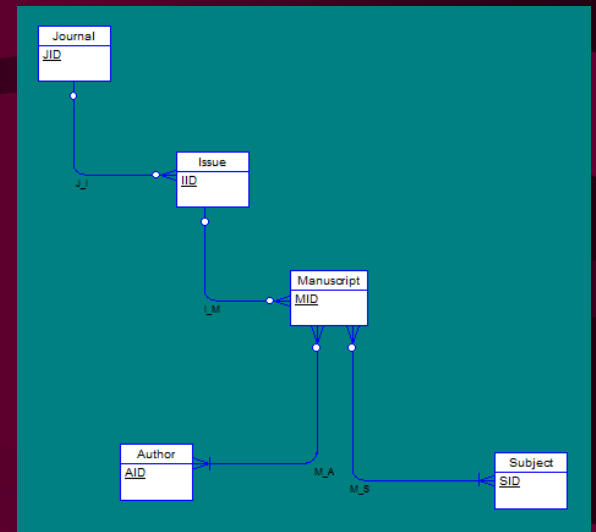 Journal
JID
J_I
Issue
IID
I_M
Manuscript
MID
Author
AID
M_A
M_S
Subject
SID